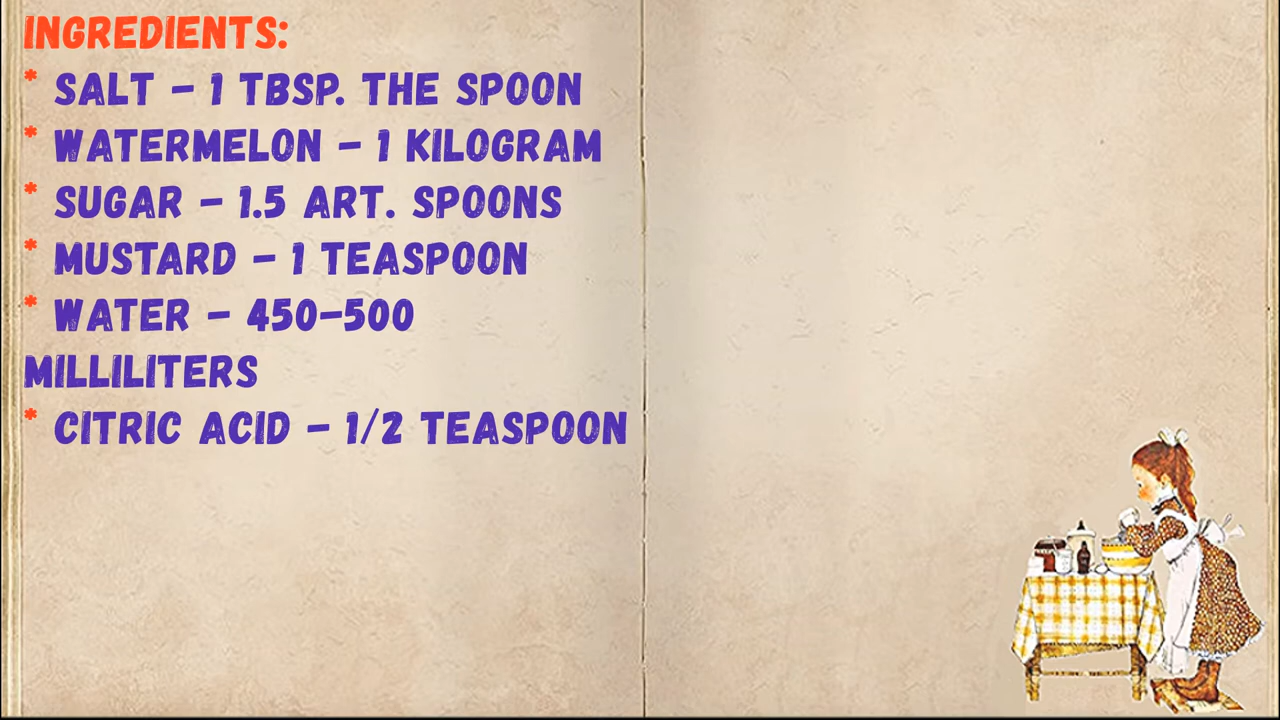 INGREDIENTS:
* SALT – 1 TBSP. THE SPOON
* WATERMELON – 1 KILOGRAM
* SUGAR – 1.5 ART. SPOONS
* MUSTARD – 1 TEASPOON
* WATER – 450–500
MILLILITERS
* CITRIC ACID – 1/2 TEASPOON